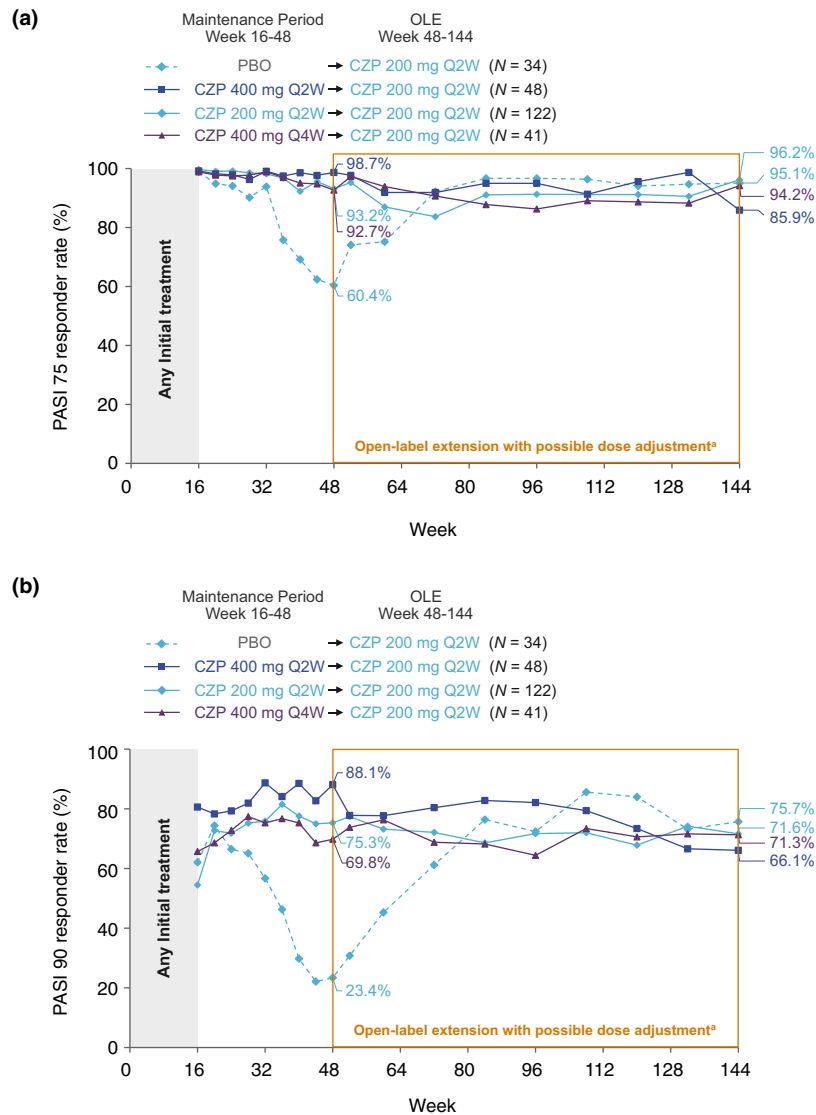 (a)
Maintenance Period OLE
Week 16-48 Week 48-144
PBO CZP 200 mg Q2W (N = 34)
CZP 400 mg Q2W CZP 200 mg Q2W (N = 48)
CZP 200 mg Q2W CZP 200 mg Q2W (N = 122)
CZP 400 mg Q4W CZP 200 mg Q2W (N = 41)
PASI 75 responder rate (%)
100
80
60
40
20
0
Any Initial treatment
98.7%
93.2%
92.7%
60.4%
96.2%
95.1%
94.2%
85.9%
Open-label extension with possible dose adjustmentᵃ
0 16 32 48 64 80 96 112 128 144
Week
(b)
Maintenance Period OLE
Week 16-48 Week 48-144
PBO CZP 200 mg Q2W (N = 34)
CZP 400 mg Q2W CZP 200 mg Q2W (N = 48)
CZP 200 mg Q2W CZP 200 mg Q2W (N = 122)
CZP 400 mg Q4W CZP 200 mg Q2W (N = 41)
PASI 90 responder rate (%)
100
80
60
40
20
0
Any Initial treatment
88.1%
75.3%
69.8%
23.4%
75.7%
71.6%
71.3%
66.1%
Open-label extension with possible dose adjustmentᵃ
0 16 32 48 64 80 96 112 128 144
Week